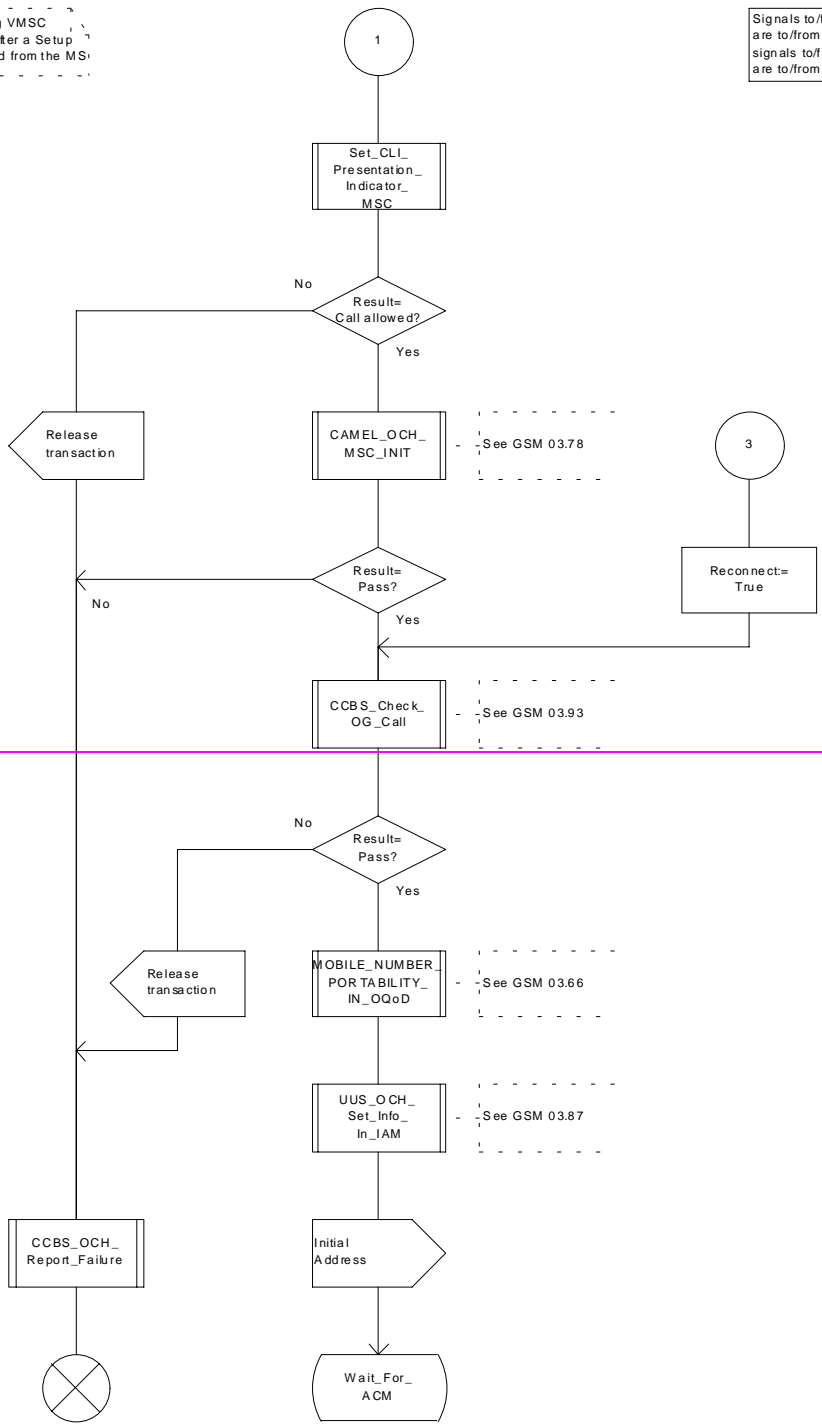 VMSC
after a Setup
from the MS
1
Signals to/
are to/from
signals to/f
are to/from
Set_CLI_
Presentation_
Indicator_
MSC
No
Result=
Call allowed?
Yes
Release
transaction
CAMEL_OCH_
MSC_INIT
See GSM 03.78
3
Result=
Pass?
No
Yes
Reconnect:=
True
CCBS_Check_
OG_Call
See GSM 03.93
No
Result=
Pass?
Yes
Release
transaction
MOBILE_NUMBER_
PORTABILITY_
IN_OQoD
See GSM 03.66
UUS_OCH_
Set_Info_
In_IAM
See GSM 03.87
CCBS_OCH_
Report_Failure
Initial
Address
Wait_For_
ACM